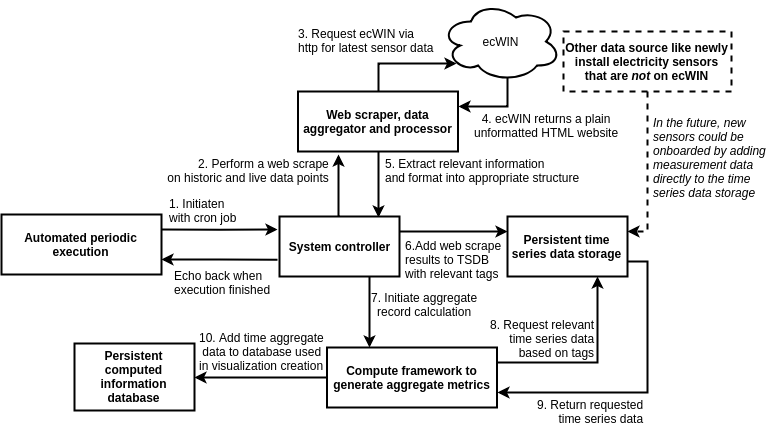 3. Request ecWIN via
http for latest sensor data
ecWIN
Other data source like newly
install electricity sensors
that are not on ecWIN
Web scraper, data
aggregator and processor
4. ecWIN returns a plain
unformatted HTML website
In the future, new
sensors could be
onboarded by adding
measurement data
directly to the time
series data storage
2. Perform a web scrape
on historic and live data points
5. Extract relevant information
and format into appropriate structure
1. Initiaten
with cron job
Automated periodic
execution
System controller
Persistent time
series data storage
6.Add web scrape
results to TSDB
with relevant tags
Echo back when
execution finished
7. Initiate aggregate
record calculation
8. Request relevant
time series data
based on tags
10. Add time aggregate
data to database used
in visualization creation
Persistent
computed
information
database
Compute framework to
generate aggregate metrics
9. Return requested
time series data